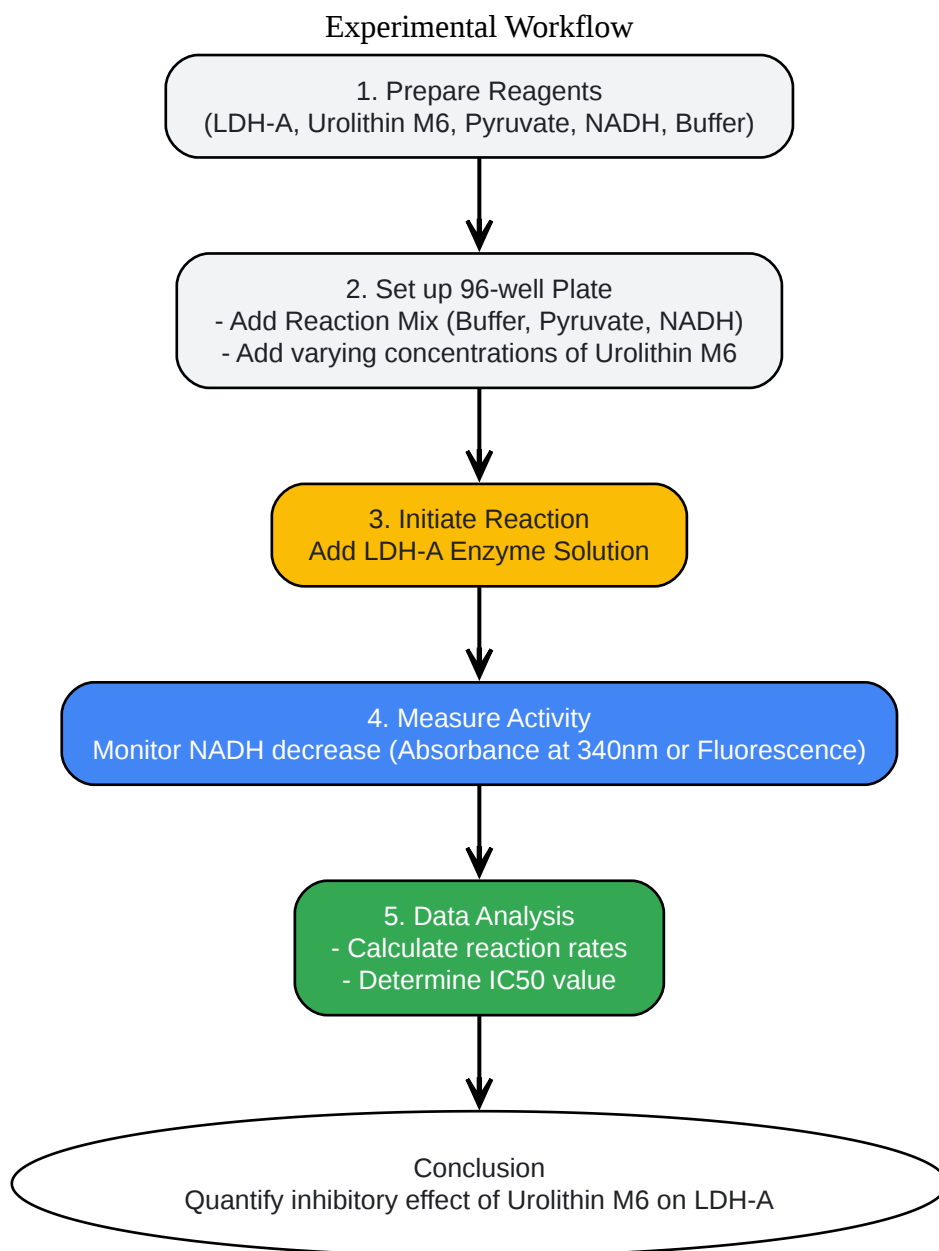 Experimental Workflow
1. Prepare Reagents
(LDH-A, Urolithin M6, Pyruvate, NADH, Buffer)
2. Set up 96-well Plate
- Add Reaction Mix (Buffer, Pyruvate, NADH)
- Add varying concentrations of Urolithin M6
3. Initiate Reaction
Add LDH-A Enzyme Solution
4. Measure Activity
Monitor NADH decrease (Absorbance at 340nm or Fluorescence)
5. Data Analysis
- Calculate reaction rates
- Determine IC50 value
Conclusion
Quantify inhibitory effect of Urolithin M6 on LDH-A